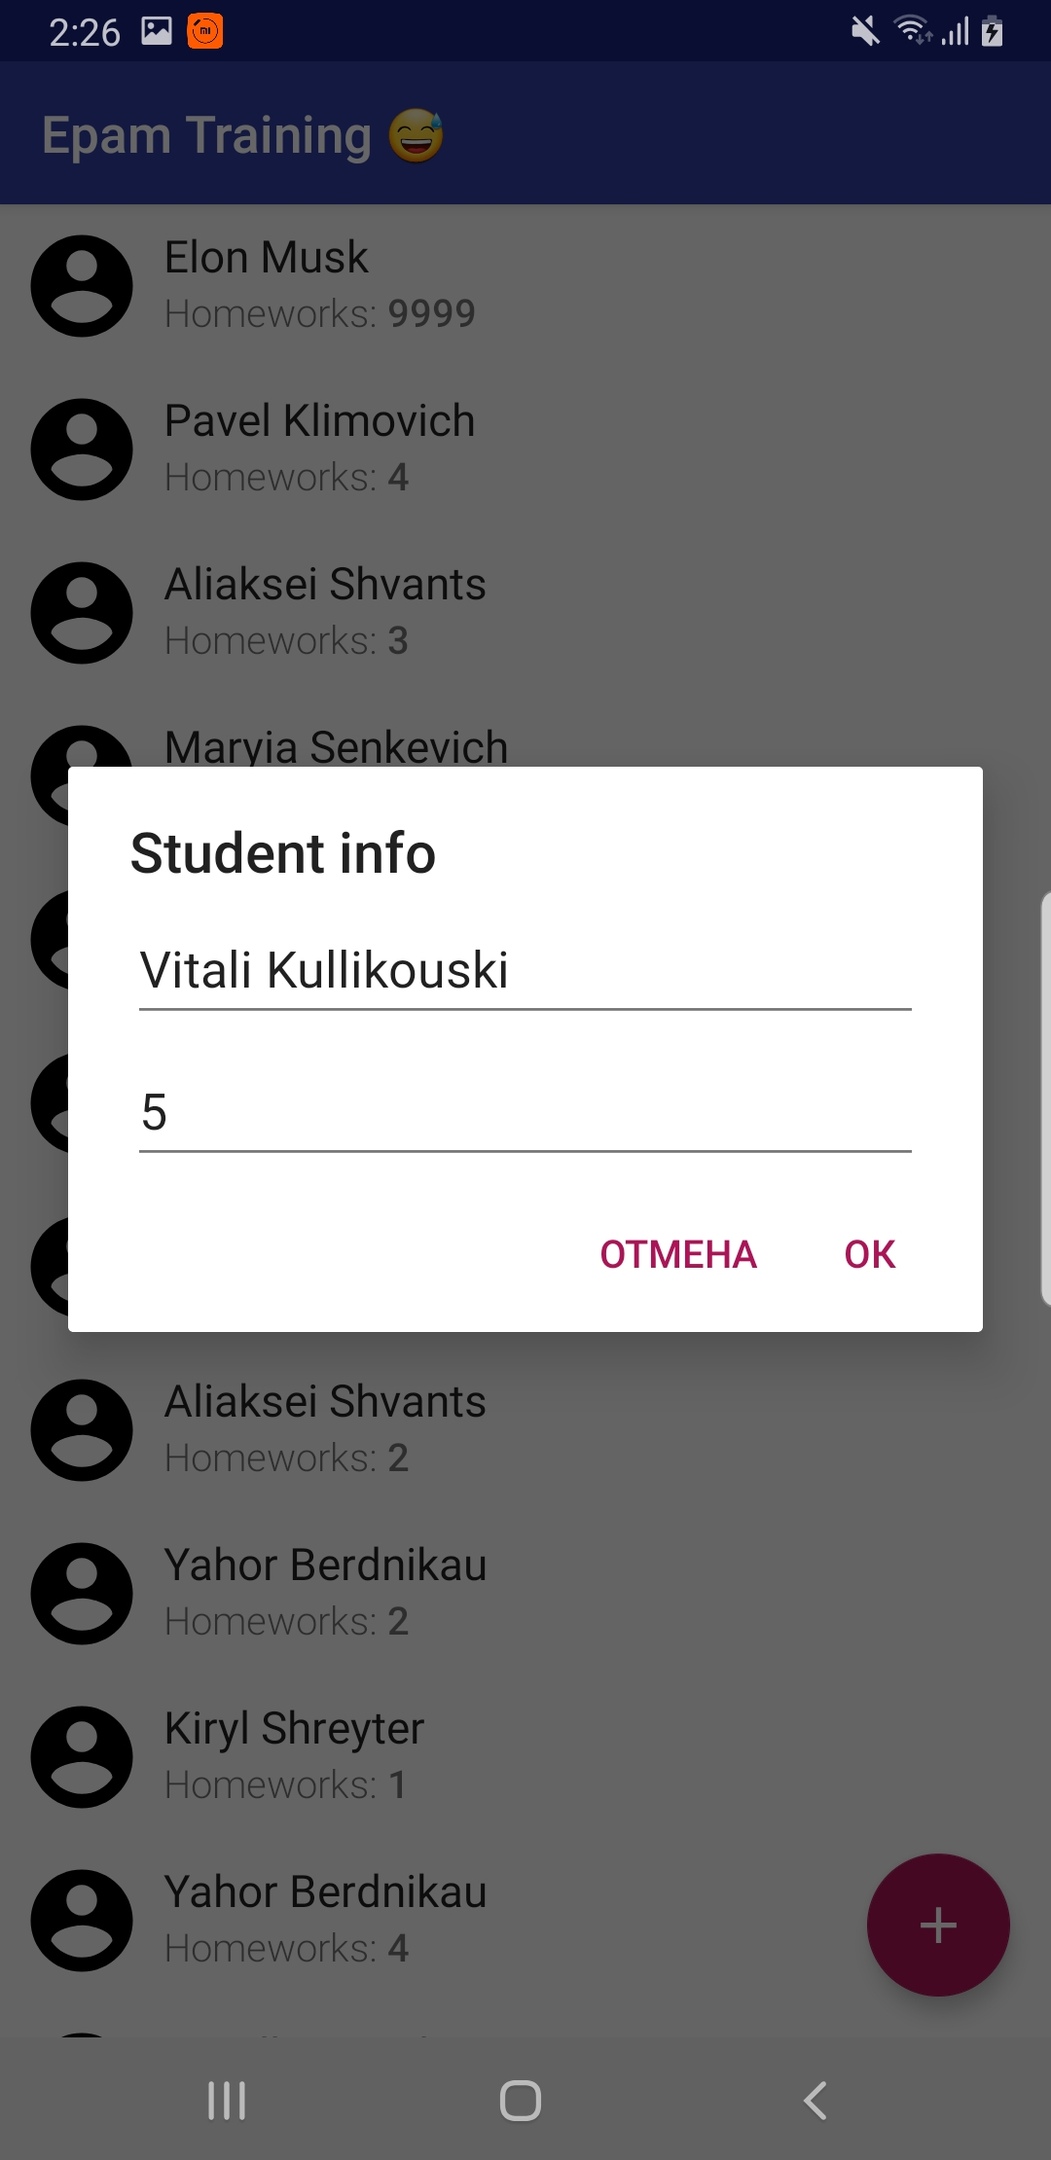 2:26
Epam Training 😅
Elon Musk
Homeworks: 9999
Pavel Klimovich
Homeworks: 4
Aliaksei Shvants
Homeworks: 3
Maryia Senkevich
Student info
Vitali Kullikouski
5
ОТМЕНА OK
Aliaksei Shvants
Homeworks: 2
Yahor Berdnikau
Homeworks: 2
Kiryl Shreyter
Homeworks: 1
Yahor Berdnikau
Homeworks: 4